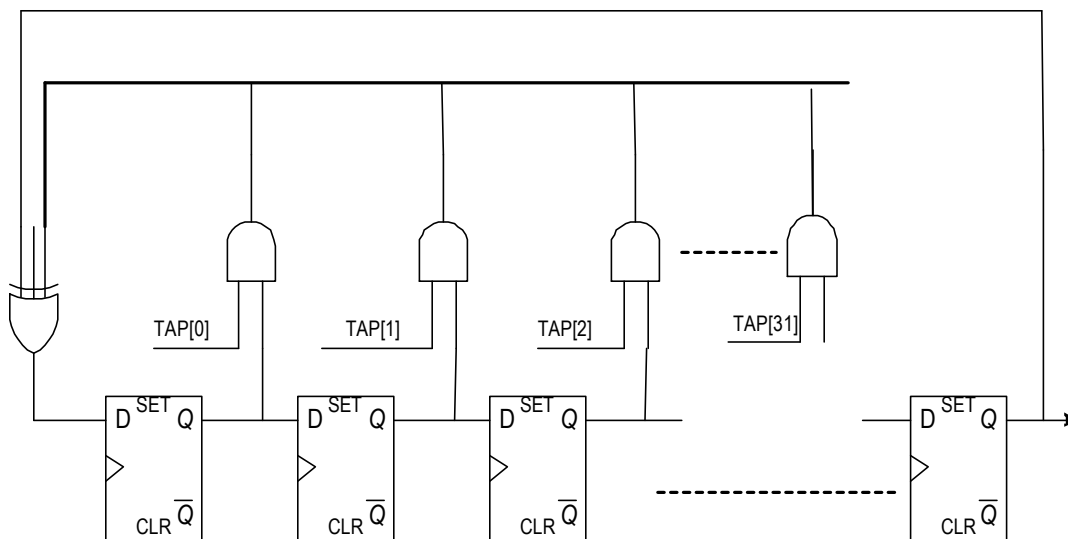 TAP[0]
TAP[1]
TAP[2]
TAP[31]
D SET Q
D SET Q
D SET Q
D SET Q
CLR Q̅
CLR Q̅
CLR Q̅
CLR Q̅